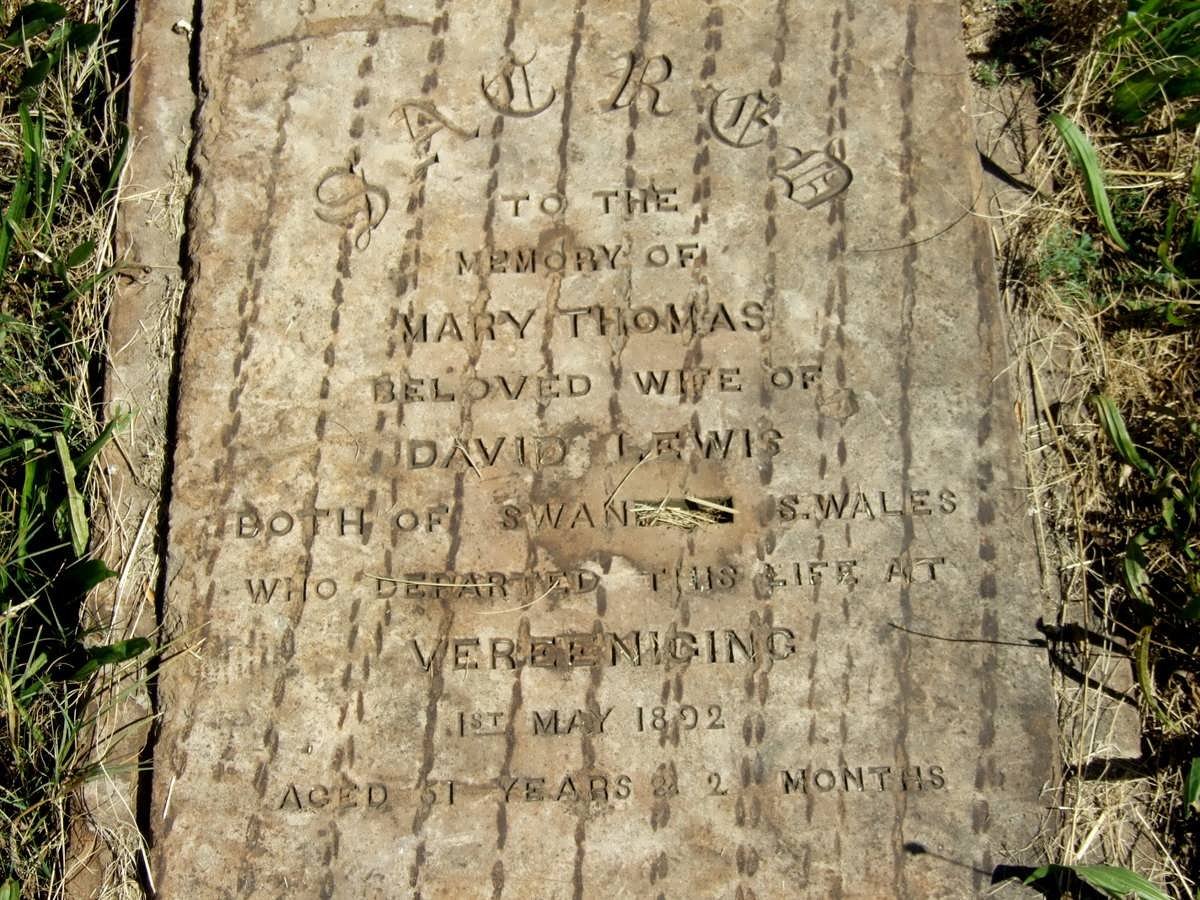 SACRED
TO THE
MEMORY OF
MARY THOMAS
BELOVED WIFE OF
DAVID LEWIS
BOTH OF S. WALES
WHO DEPARTED THIS LIFE AT
VEREENIGING
1ST MAY 1892
AGED 51 YEARS & 2 MONTHS